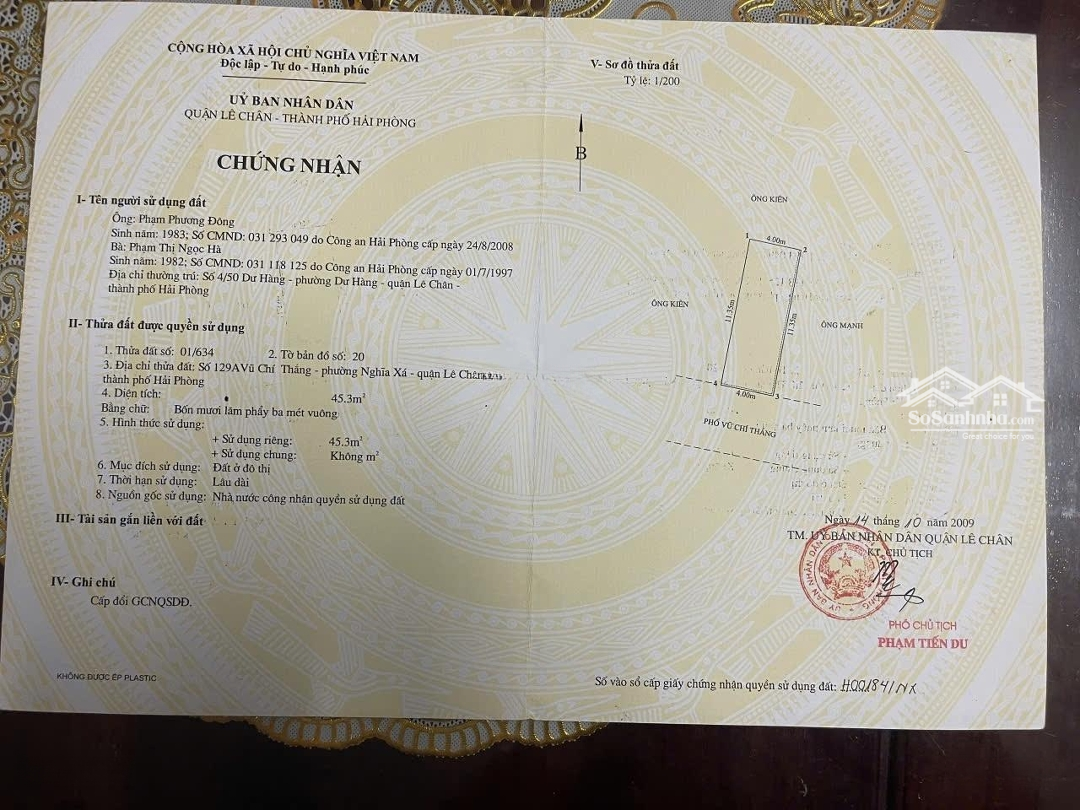 CỘNG HÒA XÃ HỘI CHỦ NGHĨA VIỆT NAM
Độc lập - Tự do - Hạnh phúc
UỶ BAN NHÂN DÂN
QUẬN LÊ CHÂN - THÀNH PHỐ HẢI PHÒNG
CHỨNG NHẬN
I- Tên người sử dụng đất
Ông: Phạm Phương Đông
Sinh năm: 1983; Số CMND: 031 293 049 do Công an Hải Phòng cấp ngày 24/8/2008
Bà: Phạm Thị Ngọc Hà
Sinh năm: 1982; Số CMND: 031 118 125 do Công an Hải Phòng cấp ngày 01/7/1997
Địa chỉ thường trú: Số 4/50 Dư Hàng - phường Dư Hàng - quận Lê Chân -
thành phố Hải Phòng
II- Thửa đất được quyền sử dụng
1. Thửa đất số: 01/634 2. Tờ bản đồ số: 20
3. Địa chỉ thửa đất: Số 129AVũ Chí Thắng - phường Nghĩa Xá - quận Lê Chân
thành phố Hải Phòng
4. Diện tích: 45.3m²
Bằng chữ: Bốn mươi lăm phẩy ba mét vuông
5. Hình thức sử dụng:
+ Sử dụng riêng: 45.3m²
+ Sử dụng chung: Không m²
6. Mục đích sử dụng: Đất ở đô thị
7. Thời hạn sử dụng: Lâu dài
8. Nguồn gốc sử dụng: Nhà nước công nhận quyền sử dụng đất
III- Tài sản gắn liền với đất
IV- Ghi chú
Cấp đổi GCNQSDĐ.
KHÔNG ĐƯỢC ÉP PLASTIC
V- Sơ đồ thửa đất
Tỷ lệ: 1/200
B
ÔNG KIÊN
1 4.00m 2
ÔNG KIÊN
11.35m
11.35m
ÔNG MẠNH
4 4.00m 3
PHỐ VŨ CHÍ THẮNG
SoSanhnha.com
Great choice for you
Ngày 14 tháng 10 năm 2009
TM. UỶ BAN NHÂN DÂN QUẬN LÊ CHÂN
KT. CHỦ TỊCH
PHÓ CHỦ TỊCH
PHẠM TIẾN DU
Số vào sổ cấp giấy chứng nhận quyền sử dụng đất: H001841/NX